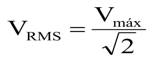 V_RMS = V_máx / √2